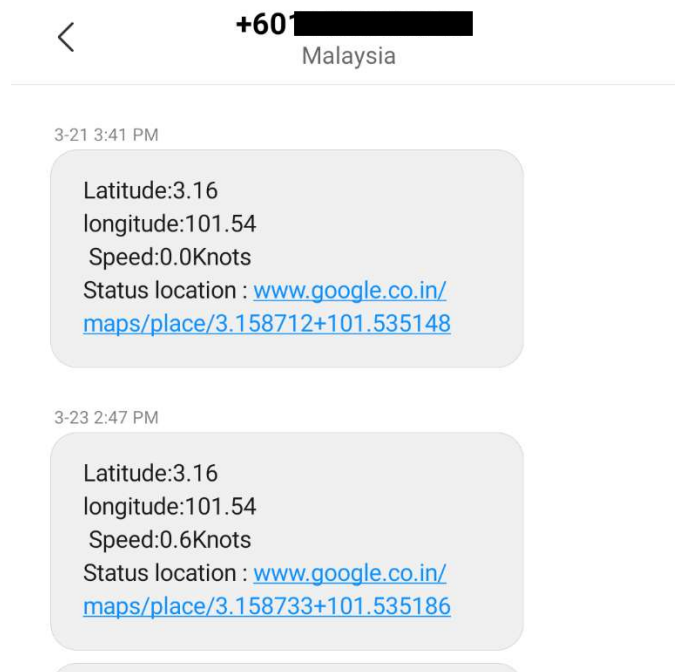 +601
Malaysia
3-21 3:41 PM
Latitude:3.16
longitude:101.54
Speed:0.0Knots
Status location : www.google.co.in/
maps/place/3.158712+101.535148
3-23 2:47 PM
Latitude:3.16
longitude:101.54
Speed:0.6Knots
Status location : www.google.co.in/
maps/place/3.158733+101.535186